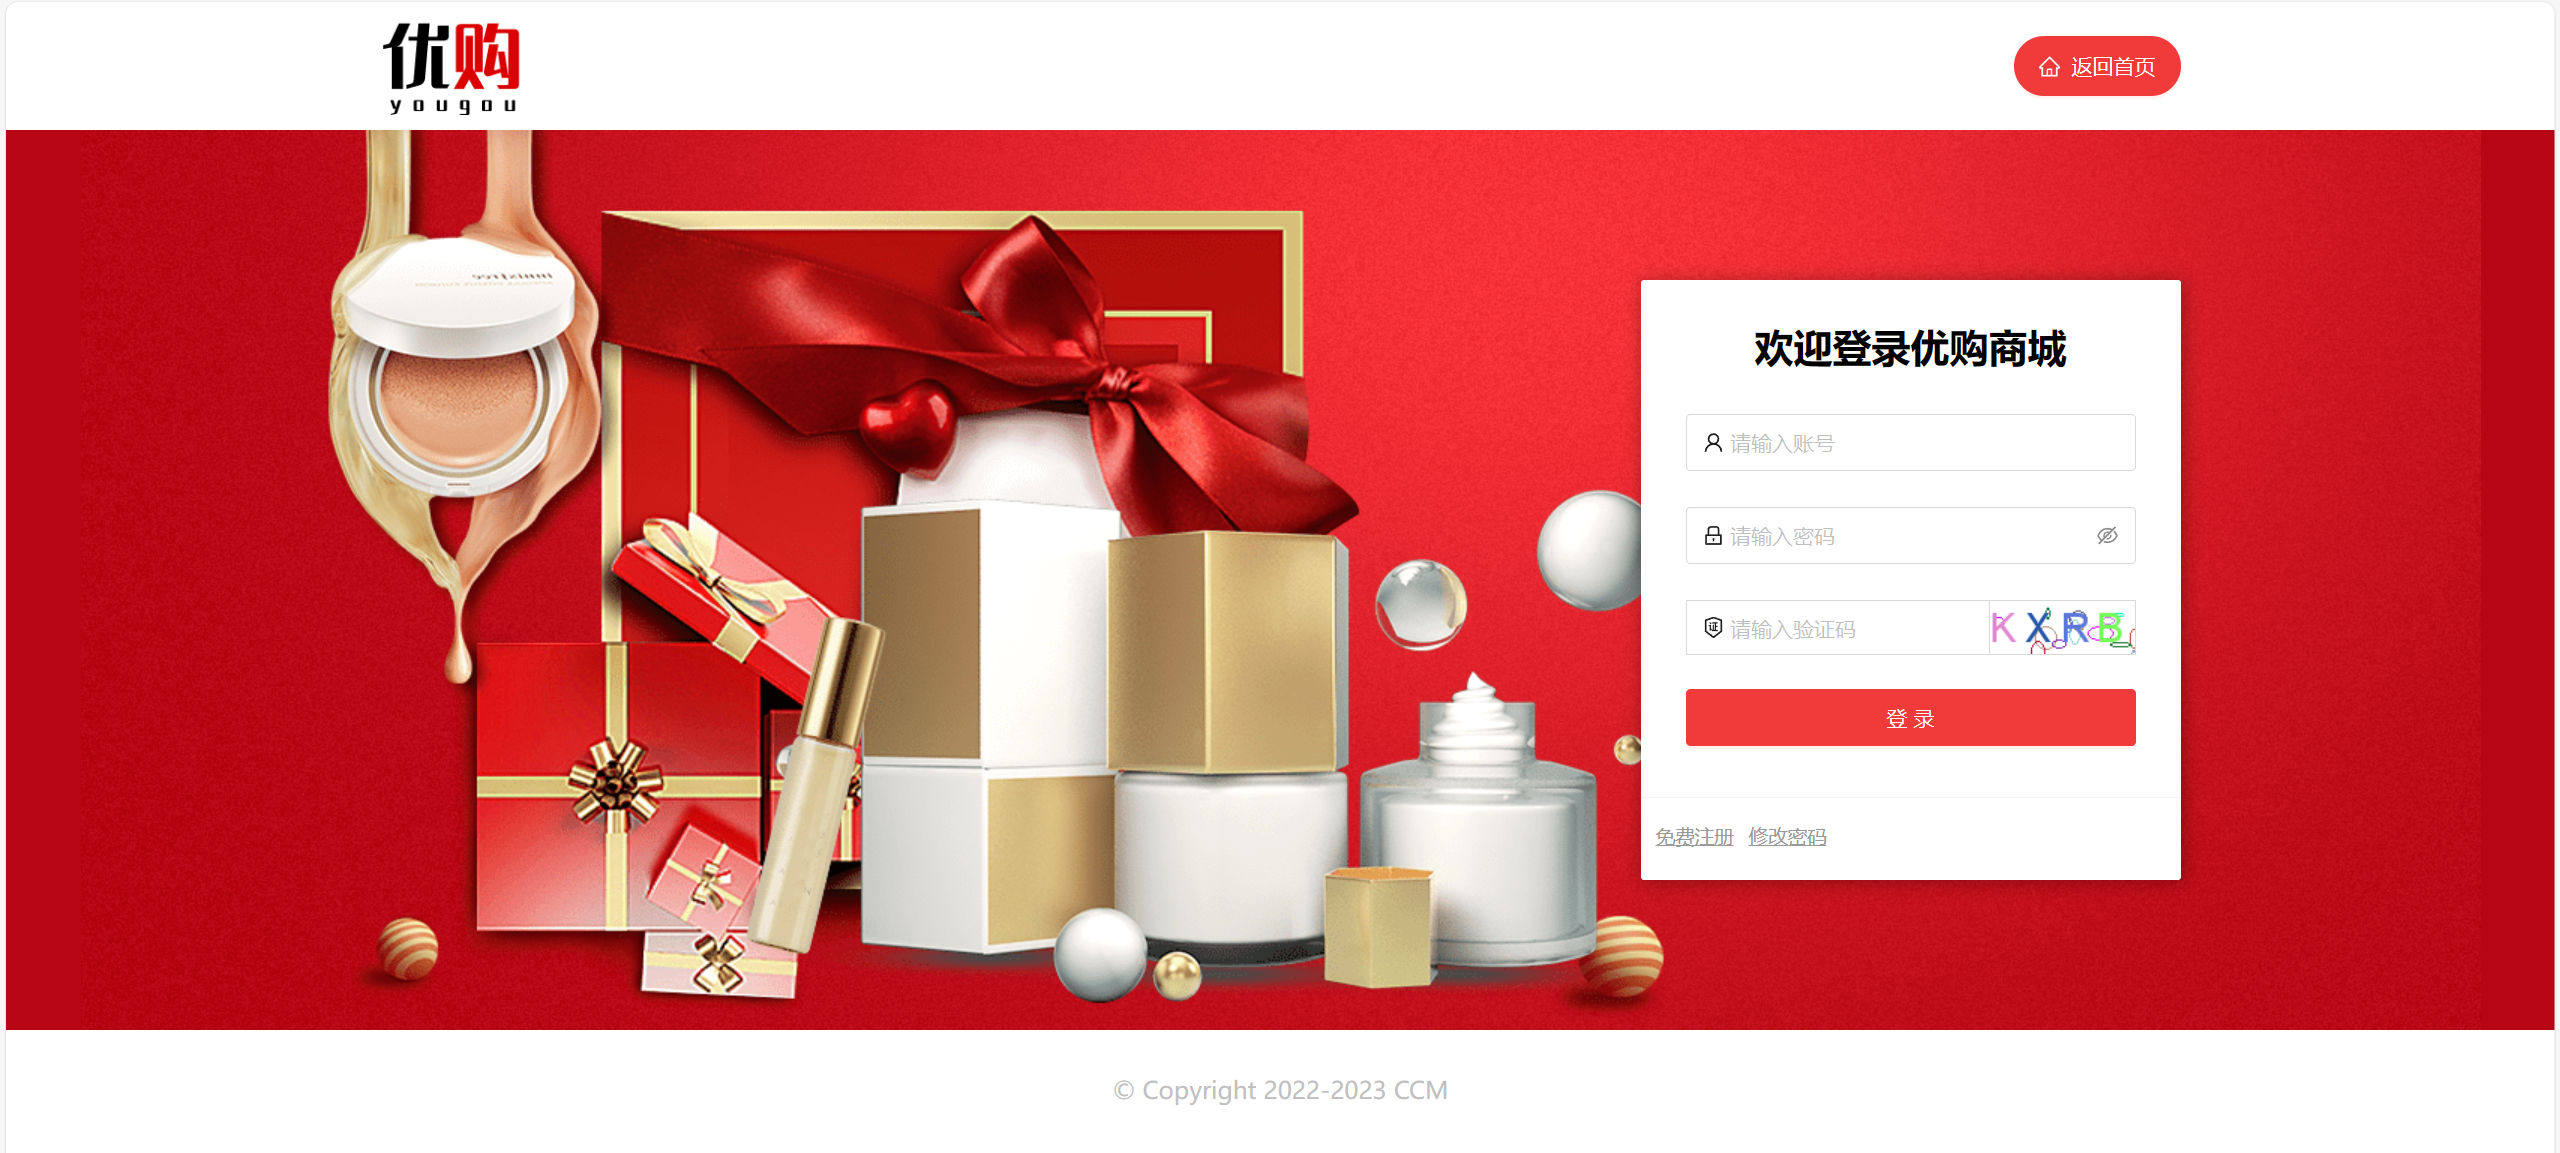 优购
yougou
返回首页
欢迎登录优购商城
请输入账号
请输入密码
证 请输入验证码
KXRB
登 录
免费注册 修改密码
© Copyright 2022-2023 CCM